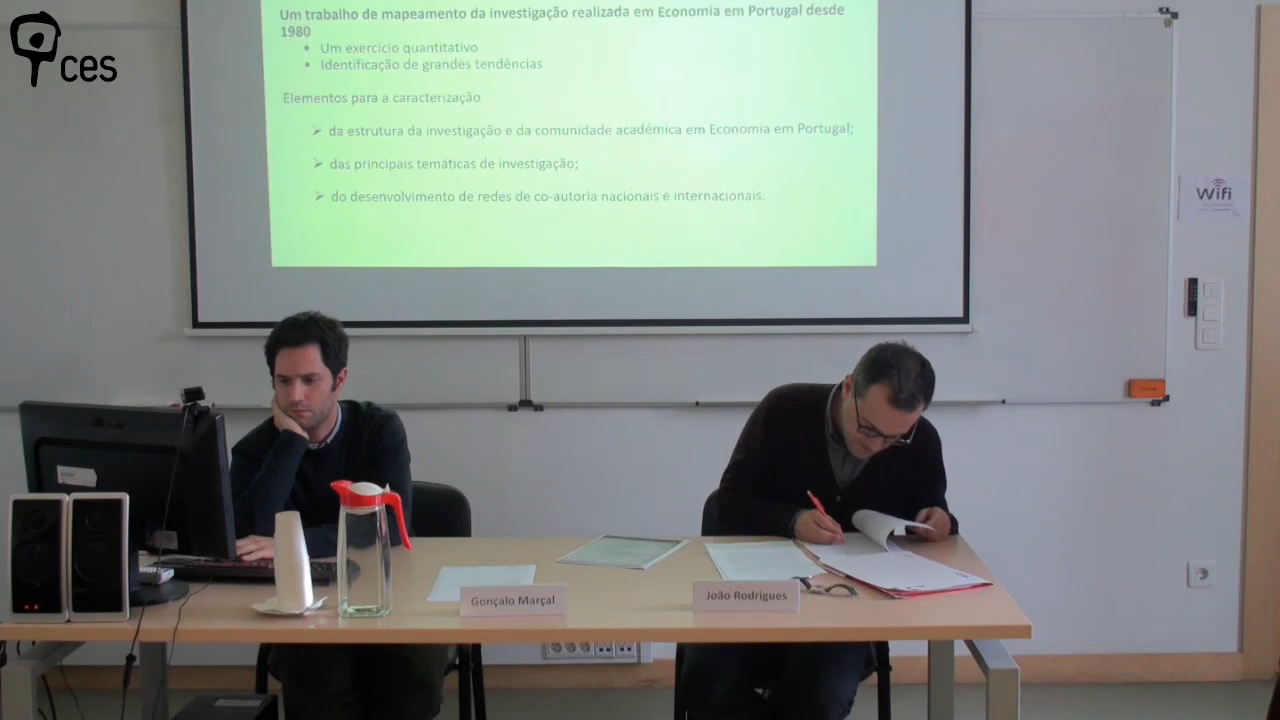 ces
Um trabalho de mapeamento da investigação realizada em Economia em Portugal desde
1980
• Um exercício quantitativo
• Identificação de grandes tendências
Elementos para a caracterização
➢ da estrutura da investigação e da comunidade académica em Economia em Portugal;
➢ das principais temáticas de investigação;
➢ do desenvolvimento de redes de co-autoria nacionais e internacionais.
Wifi
Gonçalo Marçal
João Rodrigues